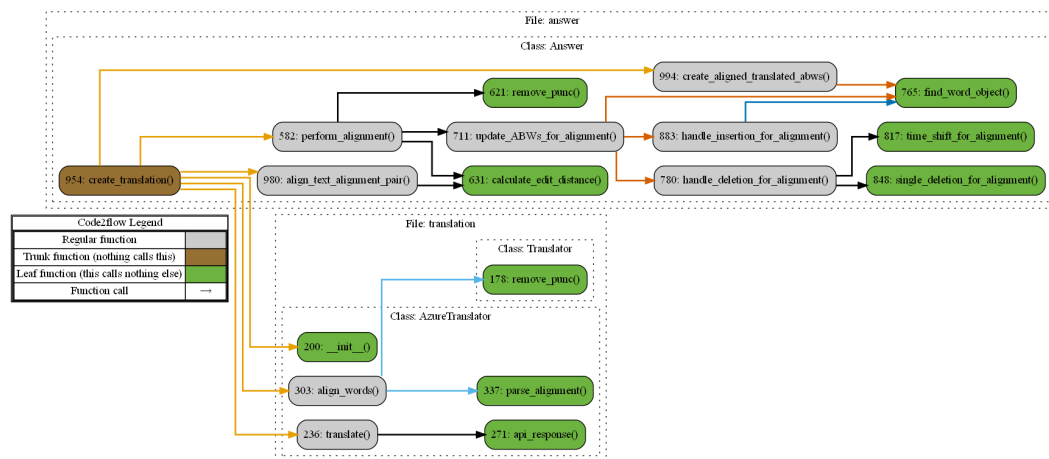 File: answer
Class: Answer
994: create_aligned_translated_abws()
621: remove_punc()
765: find_word_object()
582: perform_alignment()
711: update_ABWs_for_alignment()
883: handle_insertion_for_alignment()
817: time_shift_for_alignment()
954: create_translation()
980: align_text_alignment_pair()
631: calculate_edit_distance()
780: handle_deletion_for_alignment()
848: single_deletion_for_alignment()
Code2flow Legend
Regular function
Trunk function (nothing calls this)
Leaf function (this calls nothing else)
Function call →
File: translation
Class: Translator
178: remove_punc()
Class: AzureTranslator
200: __init__()
303: align_words()
337: parse_alignment()
236: translate()
271: api_response()